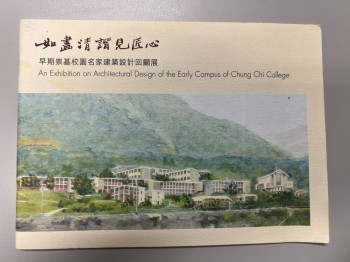 如畫清譜見匠心
早期崇基校園名家建築設計回顧展
An Exhibition on Architectural Design of the Early Campus of Chung Chi College